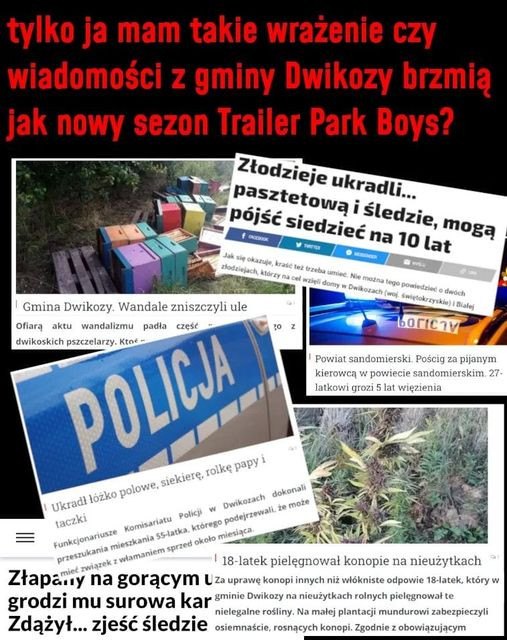 tylko ja mam takie wrażenie czy
wiadomości z gminy Dwikozy brzmią
jak nowy sezon Trailer Park Boys?
Złodzieje ukradli...
pasztetową i śledzie, mogą
pójść siedzieć na 10 lat
FACEBOOK
TWITTER
MESSENGER
WYŚLIJ
LINK
Jak się okazuje, kraść też trzeba umieć. Nie można tego powiedzieć o dwóch
złodziejach, którzy na cel wzięli domy w Dwikozach (woj. świętokrzyskie) i Białej
Gmina Dwikozy. Wandale zniszczyli ule
Ofiarą aktu wandalizmu padła część
go z
dwikoskich pszczelarzy. Ktoś
POLICJA
Powiat sandomierski. Pościg za pijanym
kierowcą w powiecie sandomierskim. 27-
latkowi grozi 5 lat więzienia
POLICJA
Ukradł łóżko polowe, siekierę, rolkę papy i
taczki
Funkcjonariusze Komisariatu Policji w Dwikozach dokonali
przeszukania mieszkania 55-latka, którego podejrzewali, że może
mieć związek z włamaniem sprzed około miesiąca.
18-latek pielęgnował konopie na nieużytkach
Za uprawę konopi innych niż włókniste odpowie 18-latek, który w
gminie Dwikozy na nieużytkach rolnych pielęgnował te
nielegalne rośliny. Na małej plantacji mundurowi zabezpieczyli
osiemnaście, rosnących konopi. Zgodnie z obowiązującym
Złapany na gorącym u
grodzi mu surowa kar
Zdążył... zjeść śledzie